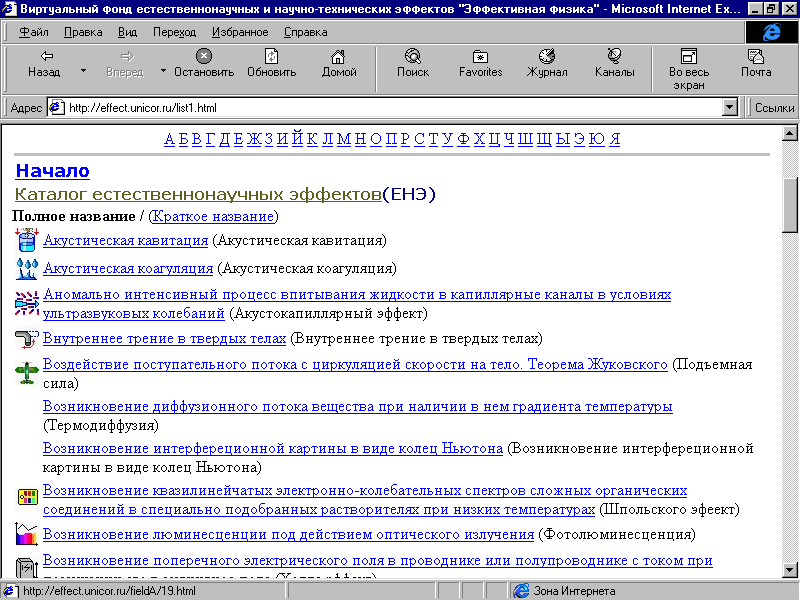 Виртуальный фонд естественнонаучных и научно-технических эффектов "Эффективная физика" - Microsoft Internet Ex...
Файл Правка Вид Переход Избранное Справка
Назад Вперед Остановить Обновить Домой Поиск Favorites Журнал Каналы Во весь экран Почта
Адрес http://effect.unicor.ru/list1.html Ссылки
А Б В Г Д Е Ж З И Й К Л М Н О П Р С Т У Ф Х Ц Ч Ш Щ Ы Э Ю Я
Начало
Каталог естественнонаучных эффектов(ЕНЭ)
Полное название / (Краткое название)
Акустическая кавитация (Акустическая кавитация)
Акустическая коагуляция (Акустическая коагуляция)
Аномально интенсивный процесс впитывания жидкости в капиллярные каналы в условиях
ультразвуковых колебаний (Акустокапиллярный эффект)
Внутреннее трение в твердых телах (Внутреннее трение в твердых телах)
Воздействие поступательного потока с циркуляцией скорости на тело. Теорема Жуковского (Подъемная
сила)
Возникновение диффузионного потока вещества при наличии в нем градиента температуры
(Термодиффузия)
Возникновение интерфереционной картины в виде колец Ньютона (Возникновение интерфереционной
картины в виде колец Ньютона)
Возникновение квазилинейчатых электронно-колебательных спектров сложных органических
соединений в специально подобранных растворителях при низких температурах (Шпольского эфеект)
Возникновение люминесценции под действием оптического излучения (Фотолюминесценция)
Возникновение поперечного электрического поля в проводнике или полупроводнике с током при
http://effect.unicor.ru/fieldA/19.html Зона Интернета